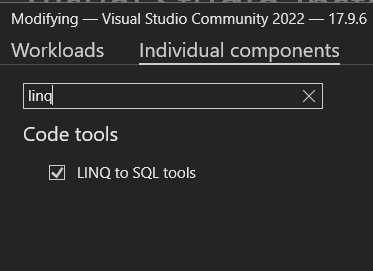 Modifying — Visual Studio Community 2022 — 17.9.6
Workloads Individual components
linq
Code tools
LINQ to SQL tools